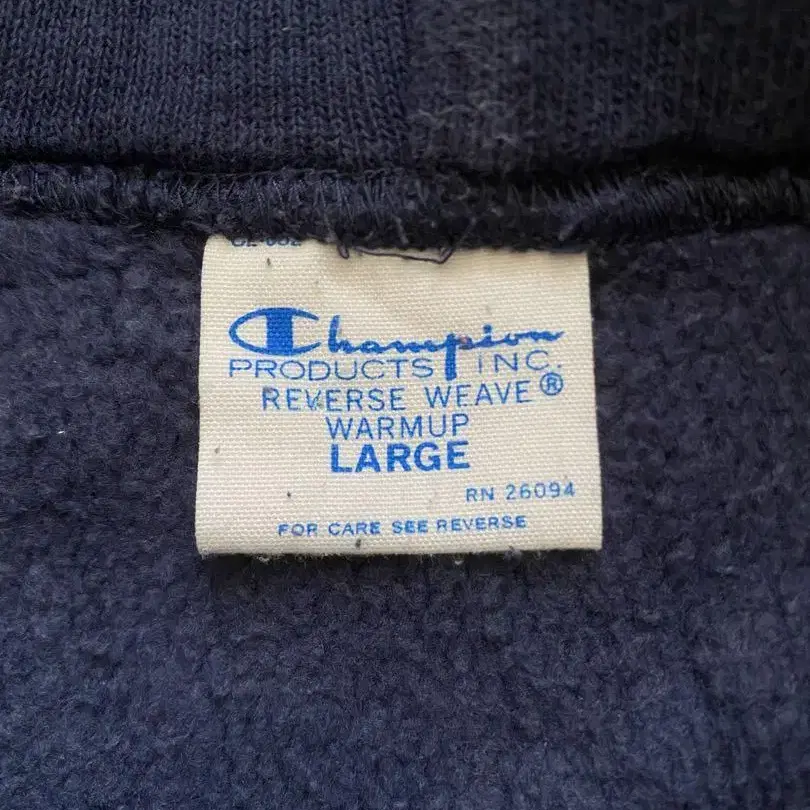 Champion
PRODUCTS INC.
REVERSE WEAVE®
WARMUP
LARGE
RN 26094
FOR CARE SEE REVERSE